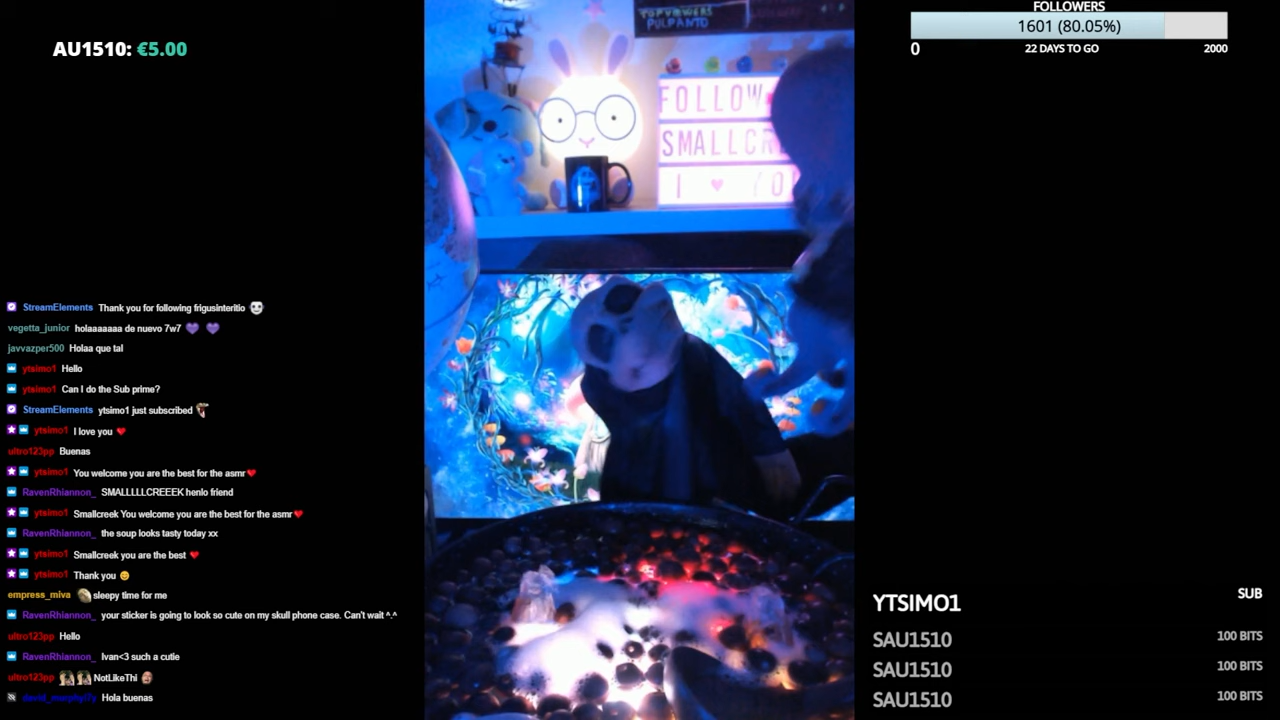 AU1510: €5.00
TOPVIEWERS
PULPANTO
FOLLOW
SMALLCR
I ♥ YO
FOLLOWERS
1601 (80.05%)
0
22 DAYS TO GO
2000
StreamElements Thank you for following frigusinteritio
vegetta_junior holaaaaaaa de nuevo 7w7 💜 💜
javvazper500 Holaa que tal
ytsimo1 Hello
ytsimo1 Can I do the Sub prime?
StreamElements ytsimo1 just subscribed
ytsimo1 I love you ❤
ultro123pp Buenas
ytsimo1 You welcome you are the best for the asmr❤
RavenRhiannon_ SMALLLLLCREEEK henlo friend
ytsimo1 Smallcreek You welcome you are the best for the asmr❤
RavenRhiannon_ the soup looks tasty today xx
ytsimo1 Smallcreek you are the best ❤
ytsimo1 Thank you 😊
empress_miva sleepy time for me
RavenRhiannon_ your sticker is going to look so cute on my skull phone case. Can't wait ^.^
ultro123pp Hello
RavenRhiannon_ Ivan<3 such a cutie
ultro123pp NotLikeThi
Hola buenas
YTSIMO1 SUB
SAU1510 100 BITS
SAU1510 100 BITS
SAU1510 100 BITS